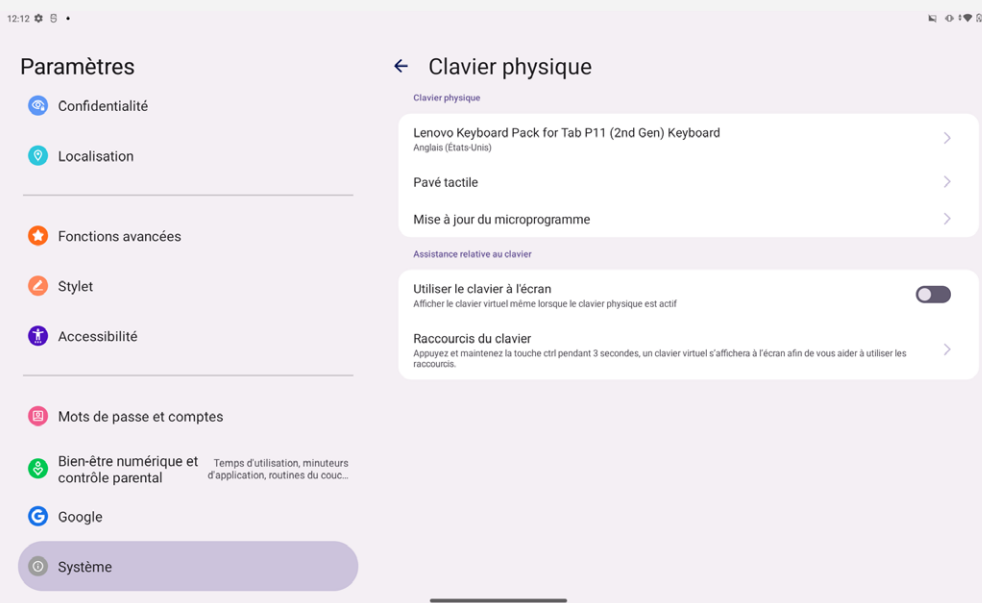 12:12
Paramètres
Confidentialité
Localisation
Fonctions avancées
Stylet
Accessibilité
Mots de passe et comptes
Bien-être numérique et
contrôle parental
Temps d'utilisation, minuteurs
d'application, routines du couc...
Google
Système
Clavier physique
Clavier physique
Lenovo Keyboard Pack for Tab P11 (2nd Gen) Keyboard
Anglais (États-Unis)
Pavé tactile
Mise à jour du microprogramme
Assistance relative au clavier
Utiliser le clavier à l'écran
Afficher le clavier virtuel même lorsque le clavier physique est actif
Raccourcis du clavier
Appuyez et maintenez la touche ctrl pendant 3 secondes, un clavier virtuel s'affichera à l'écran afin de vous aider à utiliser les
raccourcis.